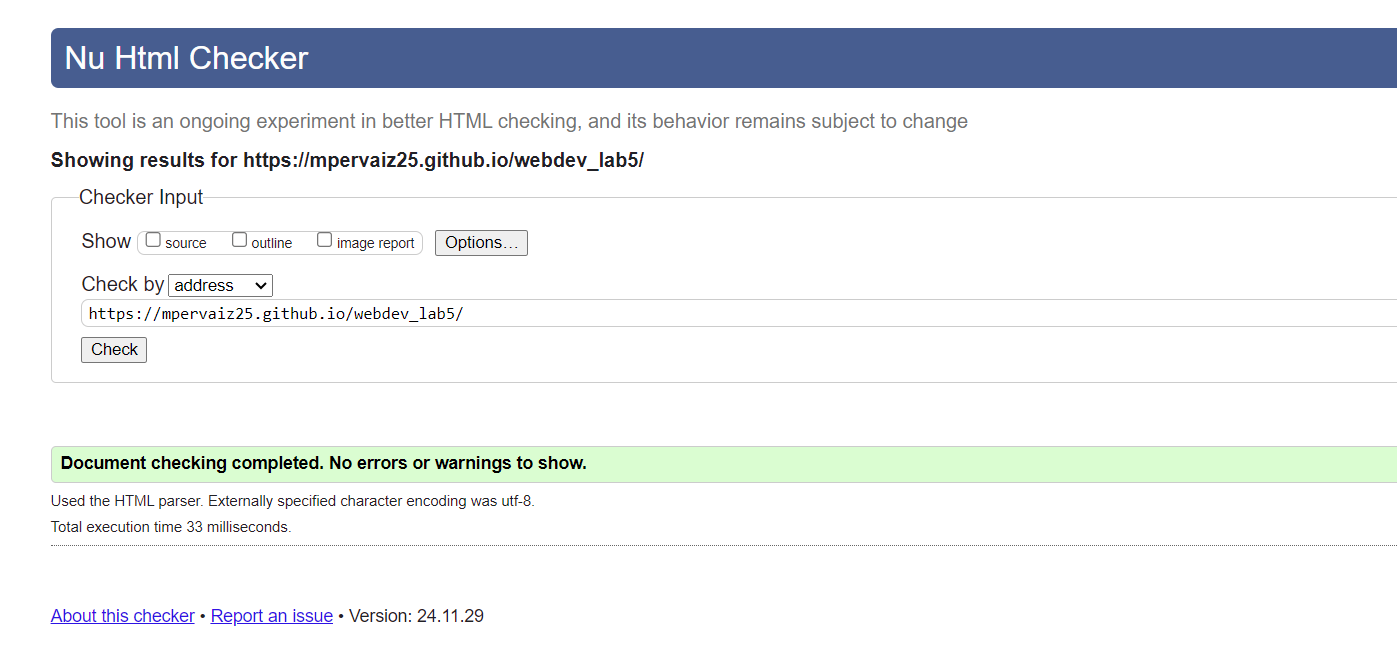 Nu Html Checker
This tool is an ongoing experiment in better HTML checking, and its behavior remains subject to change
Showing results for https://mpervaiz25.github.io/webdev_lab5/
Checker Input
Show source outline image report Options...
Check by address
https://mpervaiz25.github.io/webdev_lab5/
Check
Document checking completed. No errors or warnings to show.
Used the HTML parser. Externally specified character encoding was utf-8.
Total execution time 33 milliseconds.
About this checker • Report an issue • Version: 24.11.29